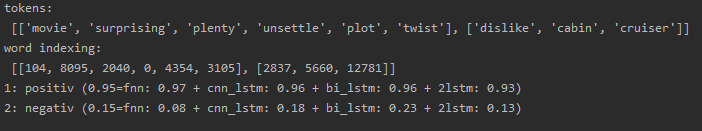 tokens:
[['movie', 'surprising', 'plenty', 'unsettle', 'plot', 'twist'], ['dislike', 'cabin', 'cruiser']]
word indexing:
[[104, 8095, 2040, 0, 4354, 3105], [2837, 5660, 12781]]
1: positiv (0.95=fnn: 0.97 + cnn_lstm: 0.96 + bi_lstm: 0.96 + 2lstm: 0.93)
2: negativ (0.15=fnn: 0.08 + cnn_lstm: 0.18 + bi_lstm: 0.23 + 2lstm: 0.13)